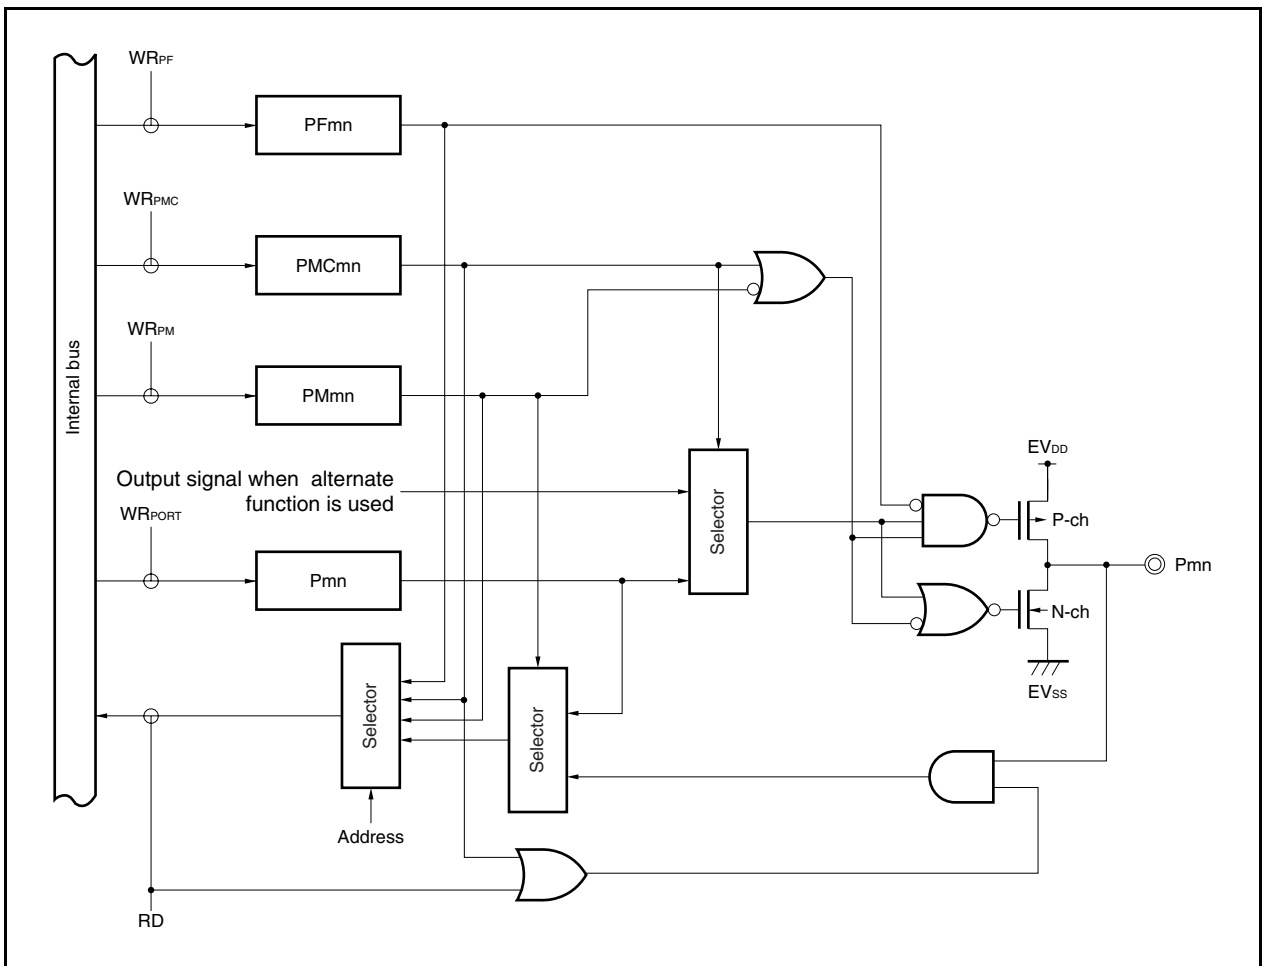 WRPF
PFmn
WRPMC
PMCmn
WRPM
PMmn
Internal bus
Output signal when alternate
function is used
WRPORT
Pmn
Selector
EVDD
P-ch
Pmn
N-ch
EVSS
Selector
Selector
Address
RD